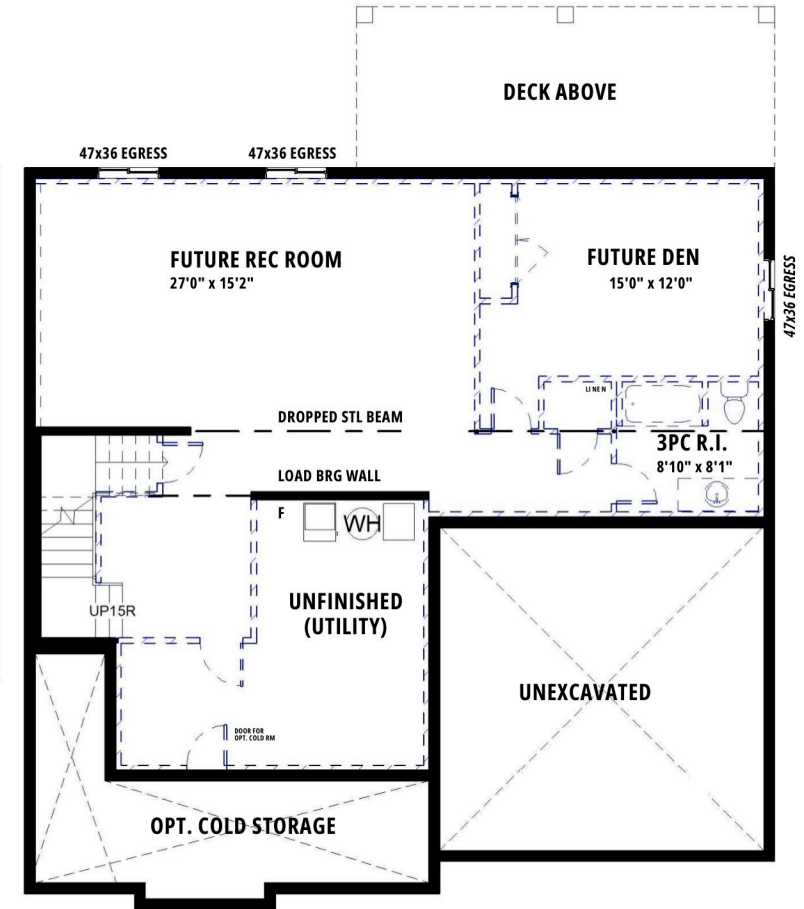 DECK ABOVE
47x36 EGRESS
47x36 EGRESS
FUTURE REC ROOM
27'0" x 15'2"
FUTURE DEN
15'0" x 12'0"
47x36 EGRESS
LINEN
DROPPED STL BEAM
3PC R.I.
8'10" x 8'1"
LOAD BRG WALL
F
WH
UNFINISHED
(UTILITY)
UP15R
UNEXCAVATED
DOOR FOR
OPT. COLD RM
OPT. COLD STORAGE